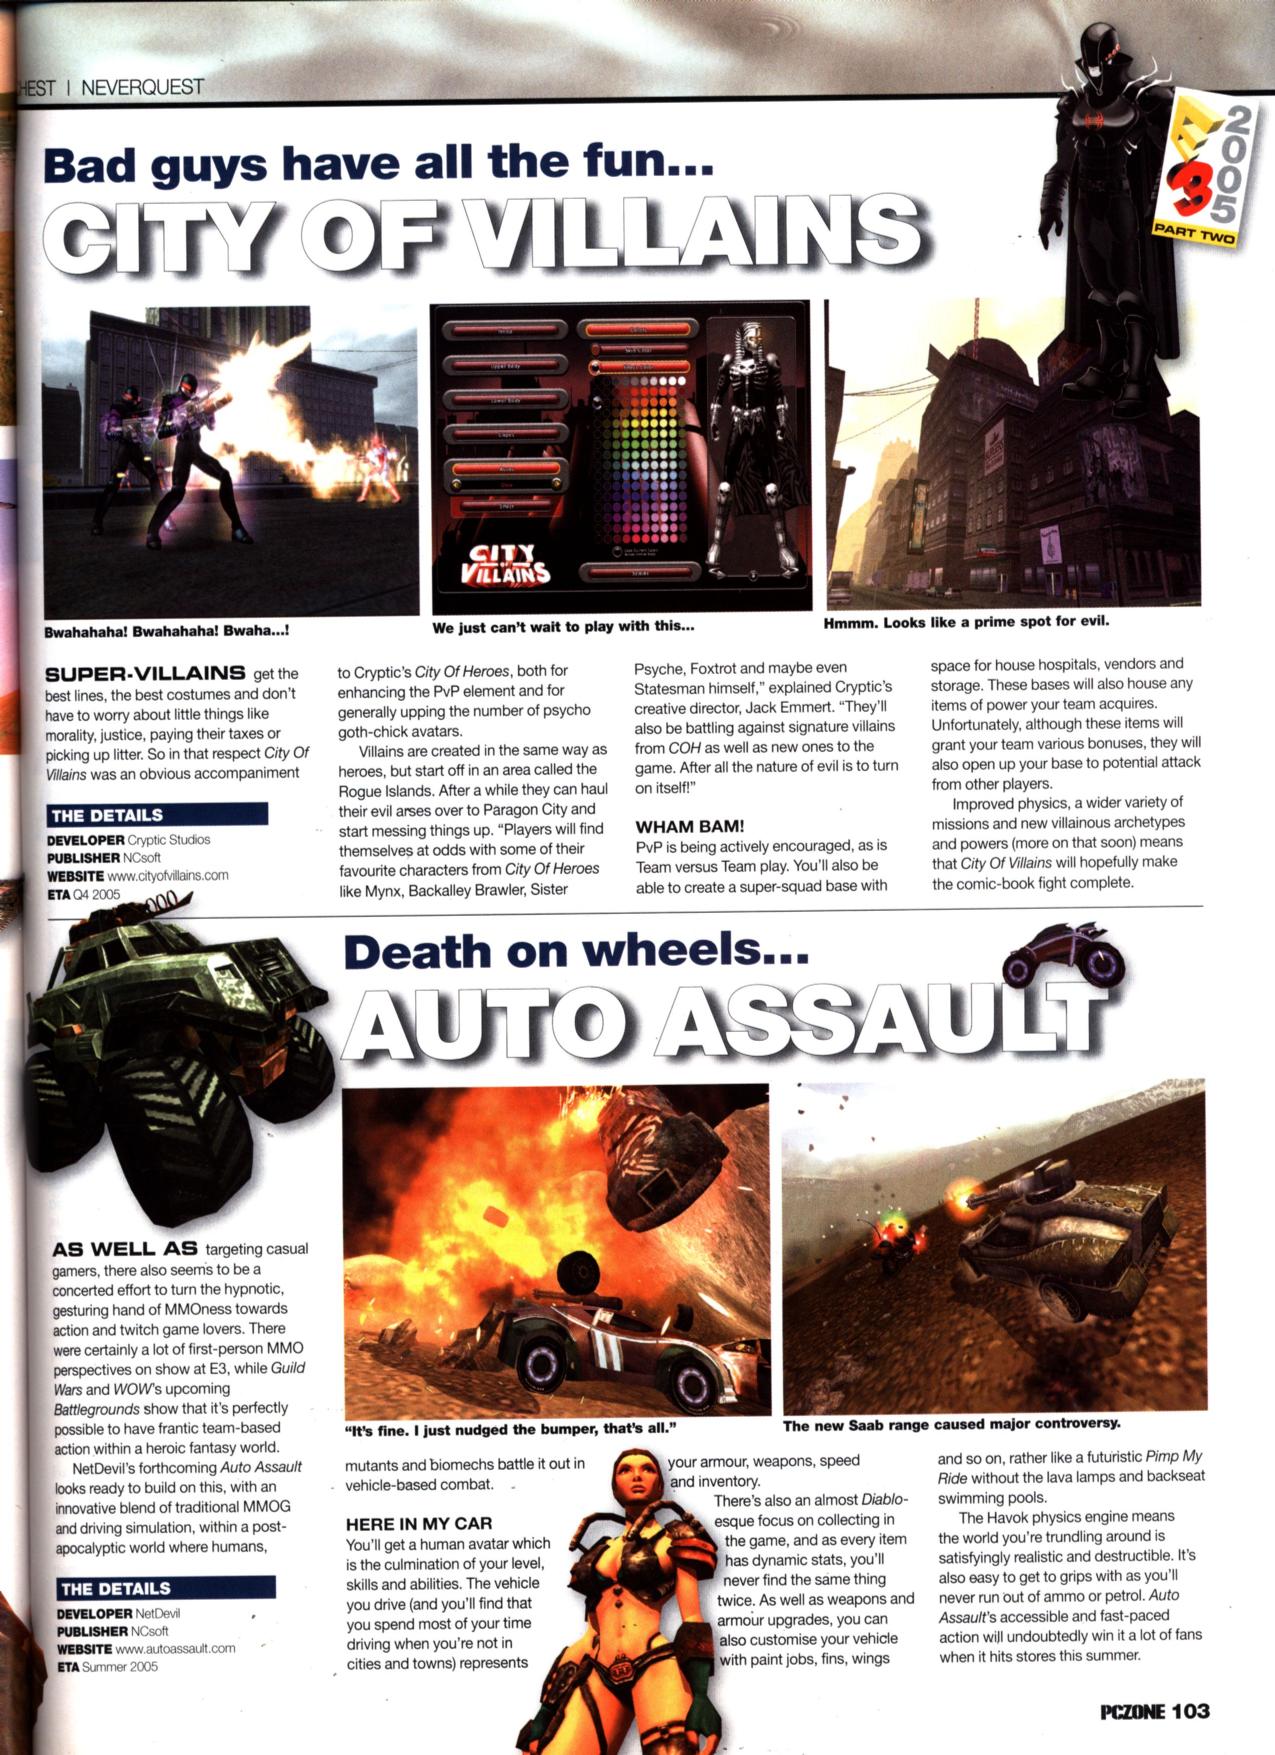 HEST | NEVERQUEST
E3
2005
PART TWO
Bad guys have all the fun...
CITY OF VILLAINS
Upper Body
Lower Body
CITY
OF
VILLAINS
Bwahahaha! Bwahahaha! Bwaha...!
We just can't wait to play with this...
Hmmm. Looks like a prime spot for evil.
SUPER-VILLAINS get the
best lines, the best costumes and don't
have to worry about little things like
morality, justice, paying their taxes or
picking up litter. So in that respect City Of
Villains was an obvious accompaniment
THE DETAILS
DEVELOPER Cryptic Studios
PUBLISHER NCsoft
WEBSITE www.cityofvillains.com
ETA Q4 2005
to Cryptic's City Of Heroes, both for
enhancing the PvP element and for
generally upping the number of psycho
goth-chick avatars.
Villains are created in the same way as
heroes, but start off in an area called the
Rogue Islands. After a while they can haul
their evil arses over to Paragon City and
start messing things up. "Players will find
themselves at odds with some of their
favourite characters from City Of Heroes
like Mynx, Backalley Brawler, Sister
Psyche, Foxtrot and maybe even
Statesman himself," explained Cryptic's
creative director, Jack Emmert. "They'll
also be battling against signature villains
from COH as well as new ones to the
game. After all the nature of evil is to turn
on itself!"
WHAM BAM!
PvP is being actively encouraged, as is
Team versus Team play. You'll also be
able to create a super-squad base with
space for house hospitals, vendors and
storage. These bases will also house any
items of power your team acquires.
Unfortunately, although these items will
grant your team various bonuses, they will
also open up your base to potential attack
from other players.
Improved physics, a wider variety of
missions and new villainous archetypes
and powers (more on that soon) means
that City Of Villains will hopefully make
the comic-book fight complete.
Death on wheels...
AUTO ASSAULT
"It's fine. I just nudged the bumper, that's all."
The new Saab range caused major controversy.
AS WELL AS targeting casual
gamers, there also seems to be a
concerted effort to turn the hypnotic,
gesturing hand of MMOness towards
action and twitch game lovers. There
were certainly a lot of first-person MMO
perspectives on show at E3, while Guild
Wars and WOW's upcoming
Battlegrounds show that it's perfectly
possible to have frantic team-based
action within a heroic fantasy world.
NetDevil's forthcoming Auto Assault
looks ready to build on this, with an
innovative blend of traditional MMOG
and driving simulation, within a post-
apocalyptic world where humans,
THE DETAILS
DEVELOPER NetDevil
PUBLISHER NCsoft
WEBSITE www.autoassault.com
ETA Summer 2005
mutants and biomechs battle it out in
vehicle-based combat.
HERE IN MY CAR
You'll get a human avatar which
is the culmination of your level,
skills and abilities. The vehicle
you drive (and you'll find that
you spend most of your time
driving when you're not in
cities and towns) represents
your armour, weapons, speed
and inventory.
There's also an almost Diablo-
esque focus on collecting in
the game, and as every item
has dynamic stats, you'll
never find the same thing
twice. As well as weapons and
armour upgrades, you can
also customise your vehicle
with paint jobs, fins, wings
and so on, rather like a futuristic Pimp My
Ride without the lava lamps and backseat
swimming pools.
The Havok physics engine means
the world you're trundling around is
satisfyingly realistic and destructible. It's
also easy to get to grips with as you'll
never run out of ammo or petrol. Auto
Assault's accessible and fast-paced
action will undoubtedly win it a lot of fans
when it hits stores this summer.
PCZONE 103